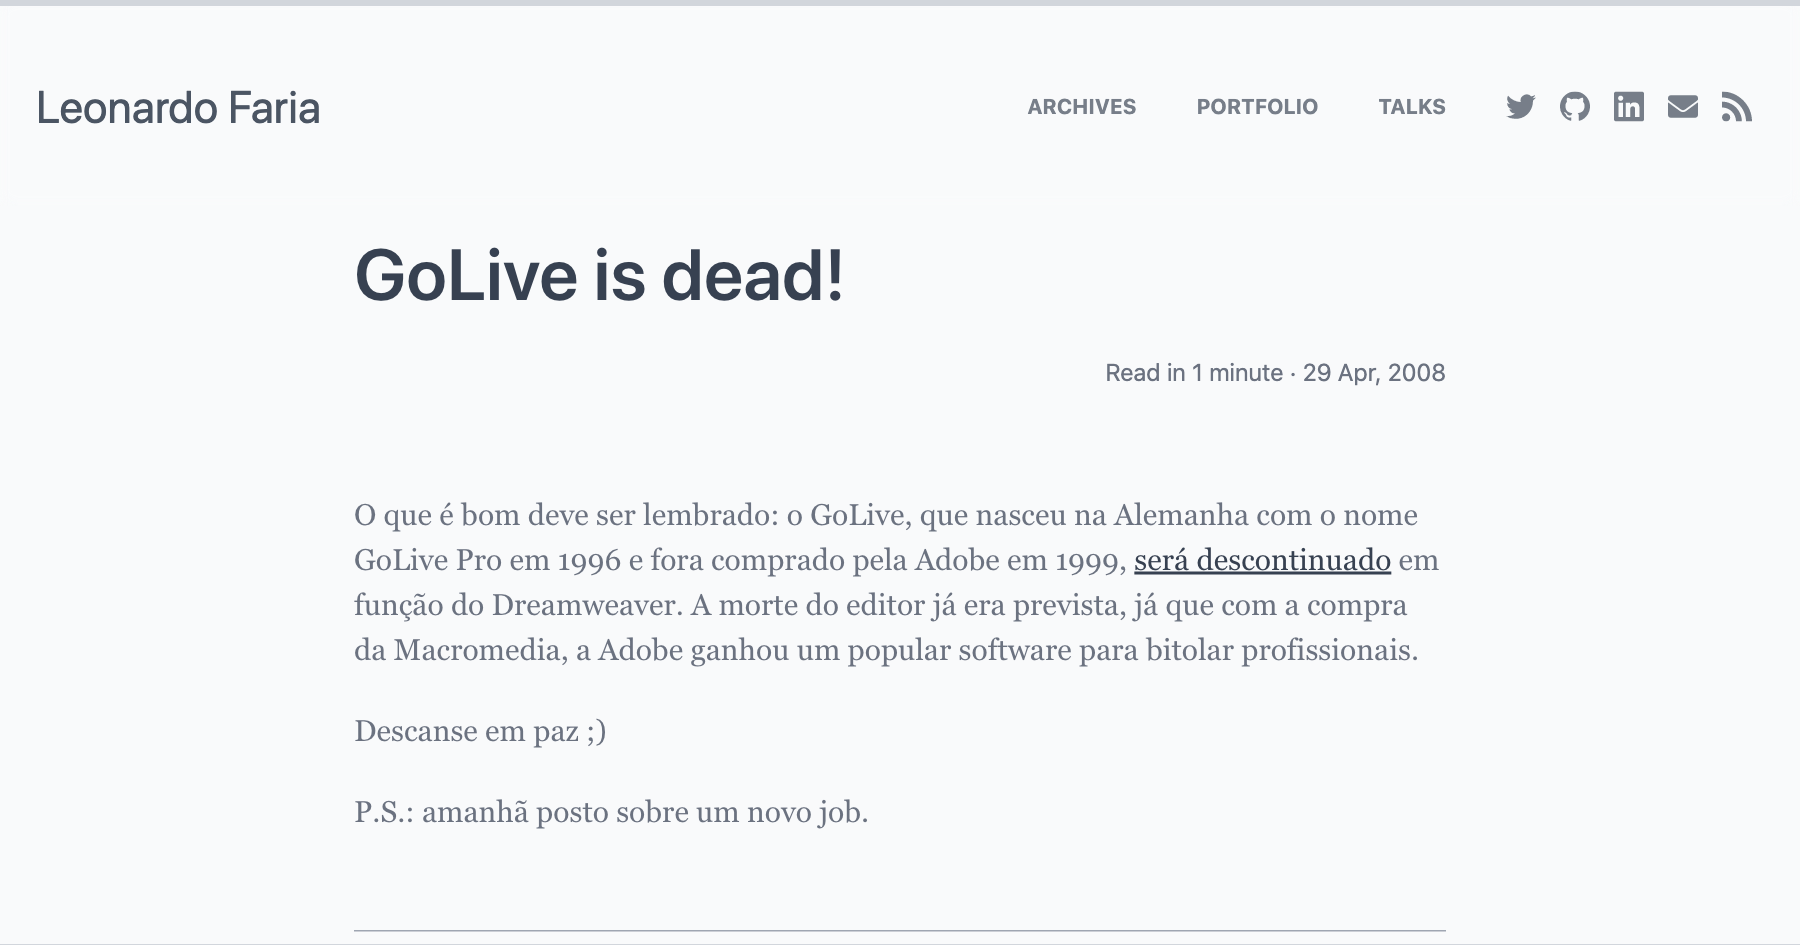 Leonardo Faria
ARCHIVES PORTFOLIO TALKS
GoLive is dead!
Read in 1 minute · 29 Apr, 2008
O que é bom deve ser lembrado: o GoLive, que nasceu na Alemanha com o nome
GoLive Pro em 1996 e fora comprado pela Adobe em 1999, será descontinuado em
função do Dreamweaver. A morte do editor já era prevista, já que com a compra
da Macromedia, a Adobe ganhou um popular software para bitolar profissionais.
Descanse em paz ;)
P.S.: amanhã posto sobre um novo job.